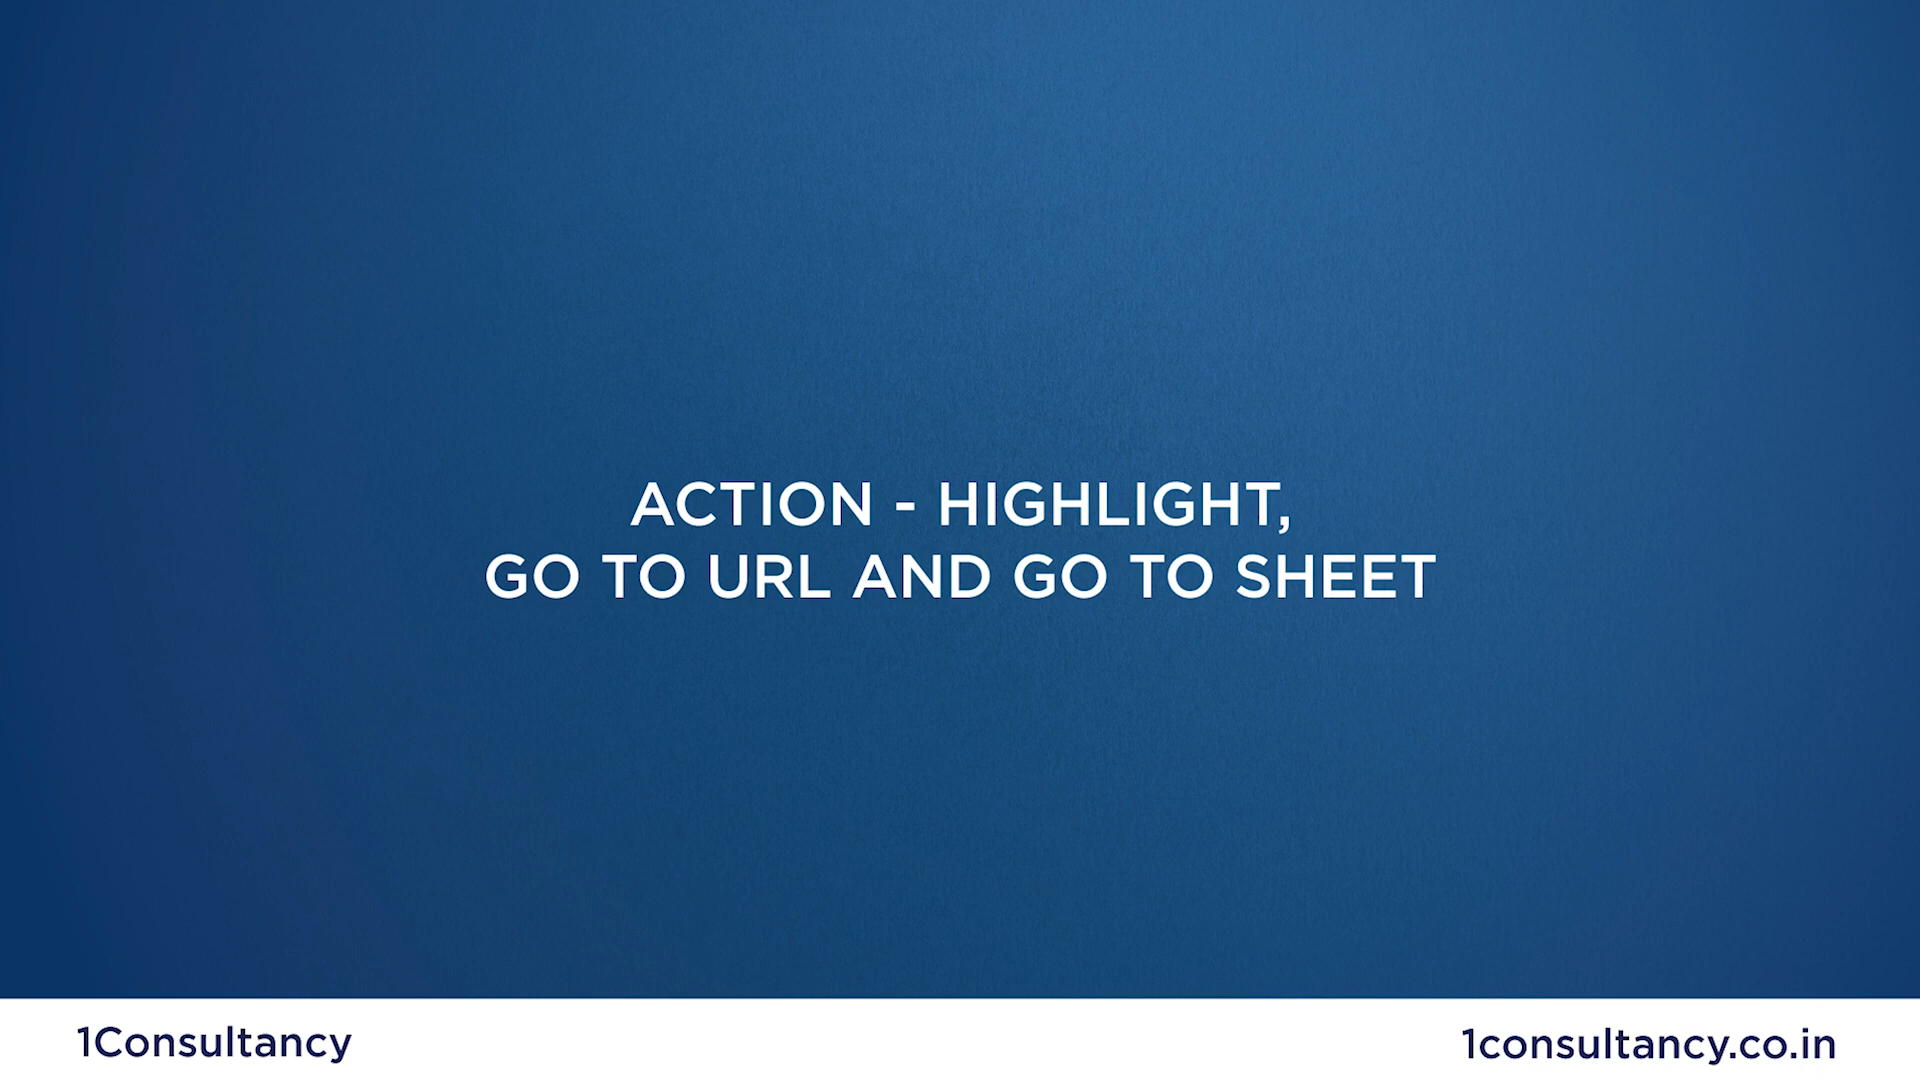 ACTION - HIGHLIGHT,
GO TO URL AND GO TO SHEET
1Consultancy
1consultancy.co.in